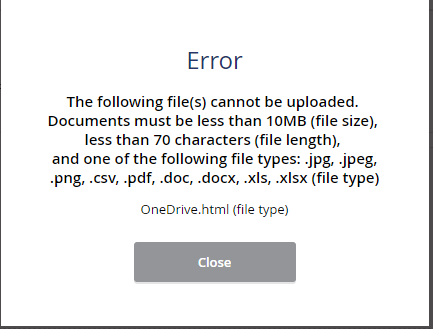 Error
The following file(s) cannot be uploaded.
Documents must be less than 10MB (file size),
less than 70 characters (file length),
and one of the following file types: .jpg, .jpeg,
.png, .csv, .pdf, .doc, .docx, .xls, .xlsx (file type)
OneDrive.html (file type)
Close